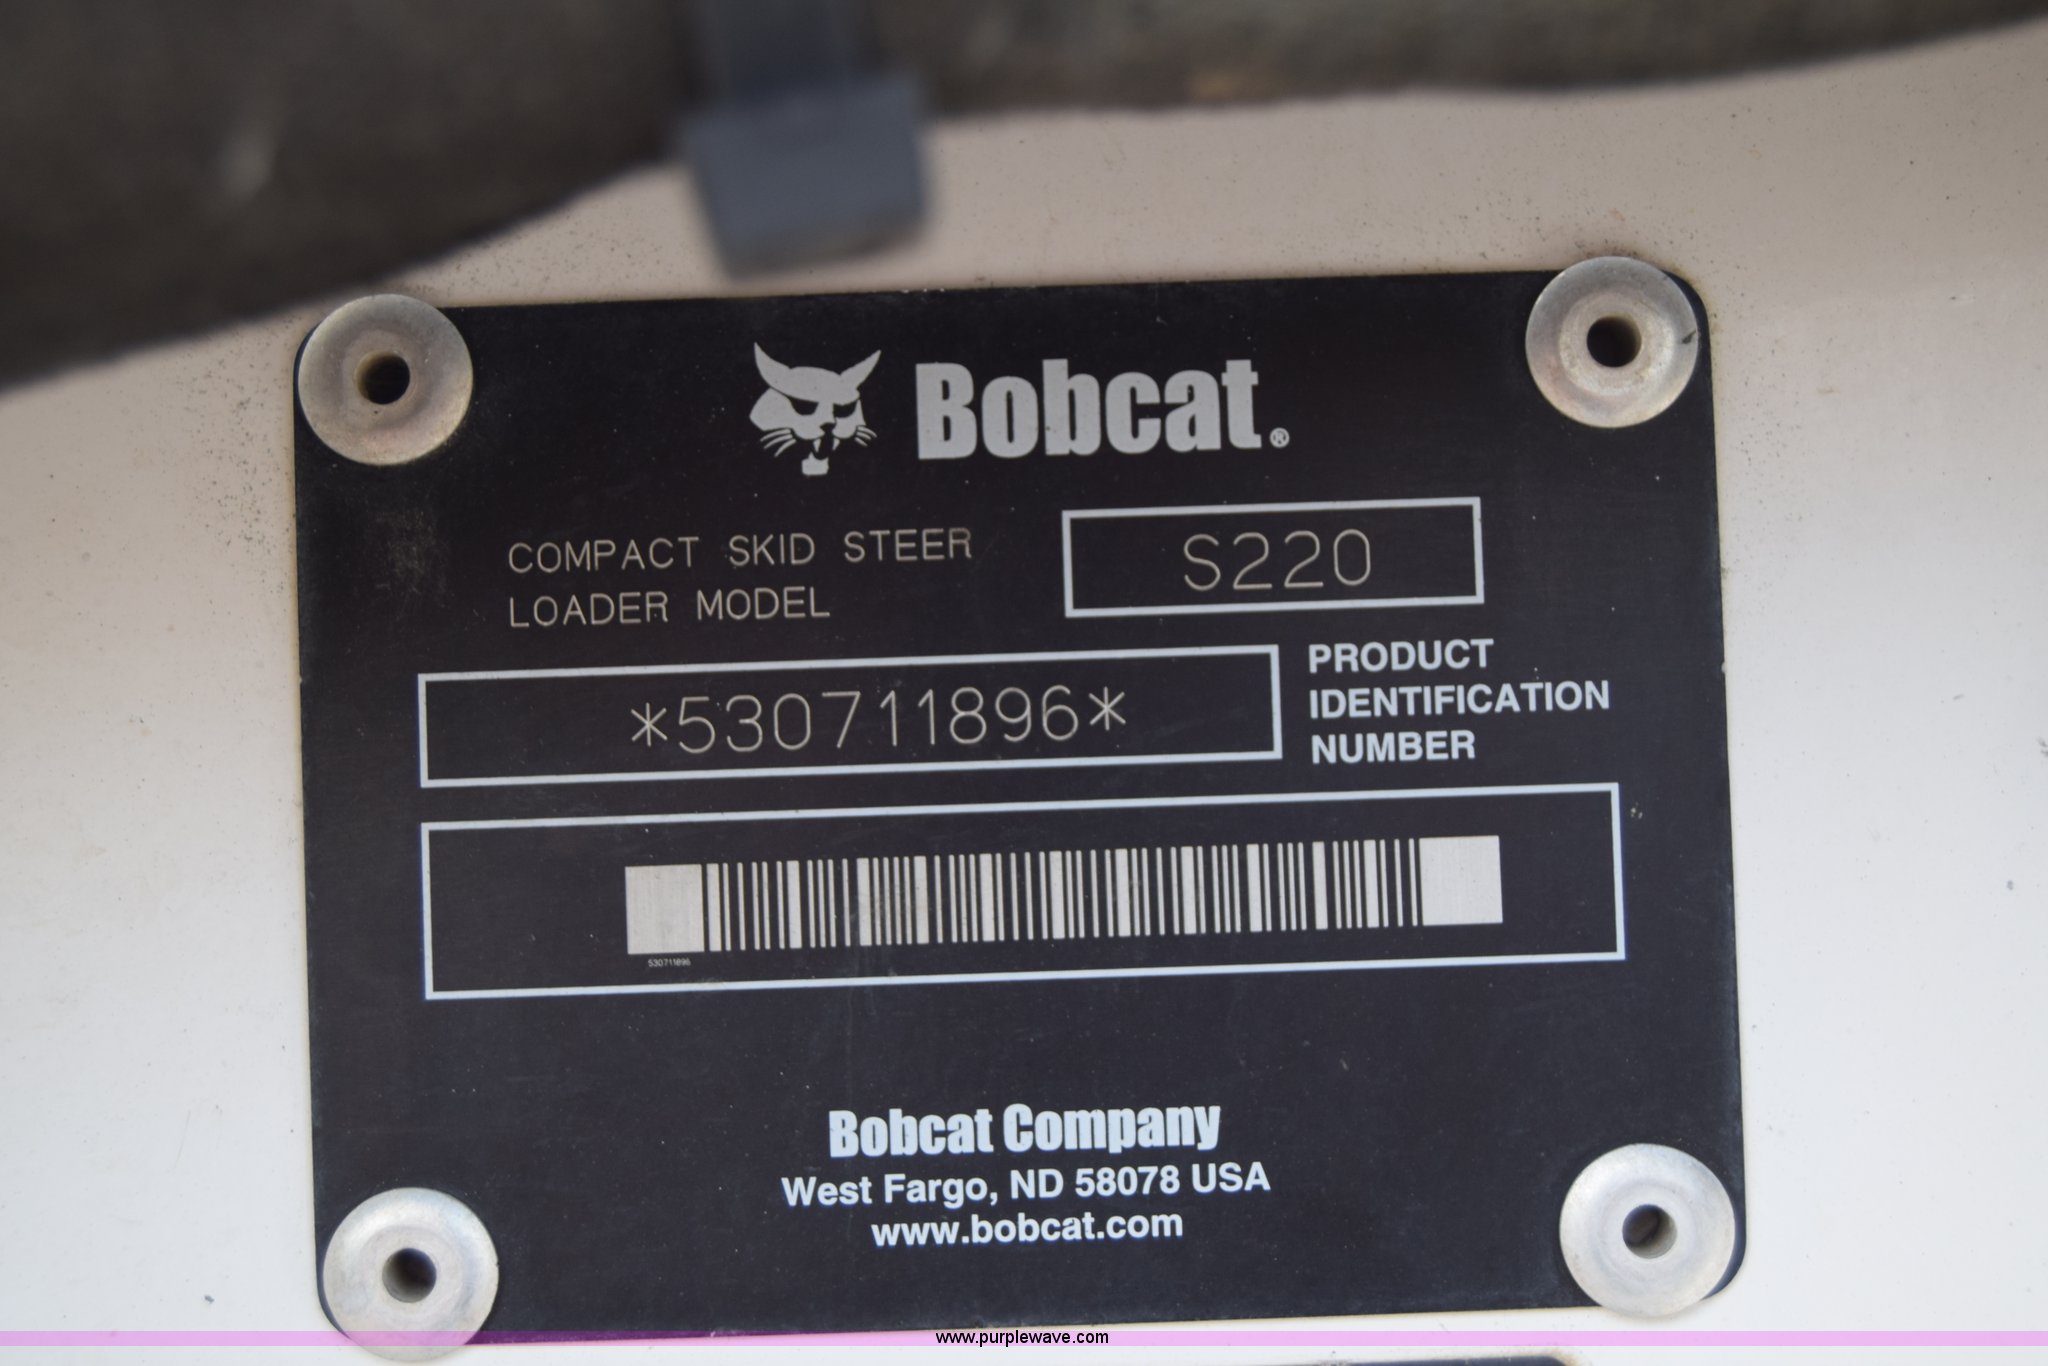 Bobcat®
COMPACT SKID STEER
LOADER MODEL
S220
*530711896*
PRODUCT
IDENTIFICATION
NUMBER
530711896
Bobcat Company
West Fargo, ND 58078 USA
www.bobcat.com
www.purplewave.com